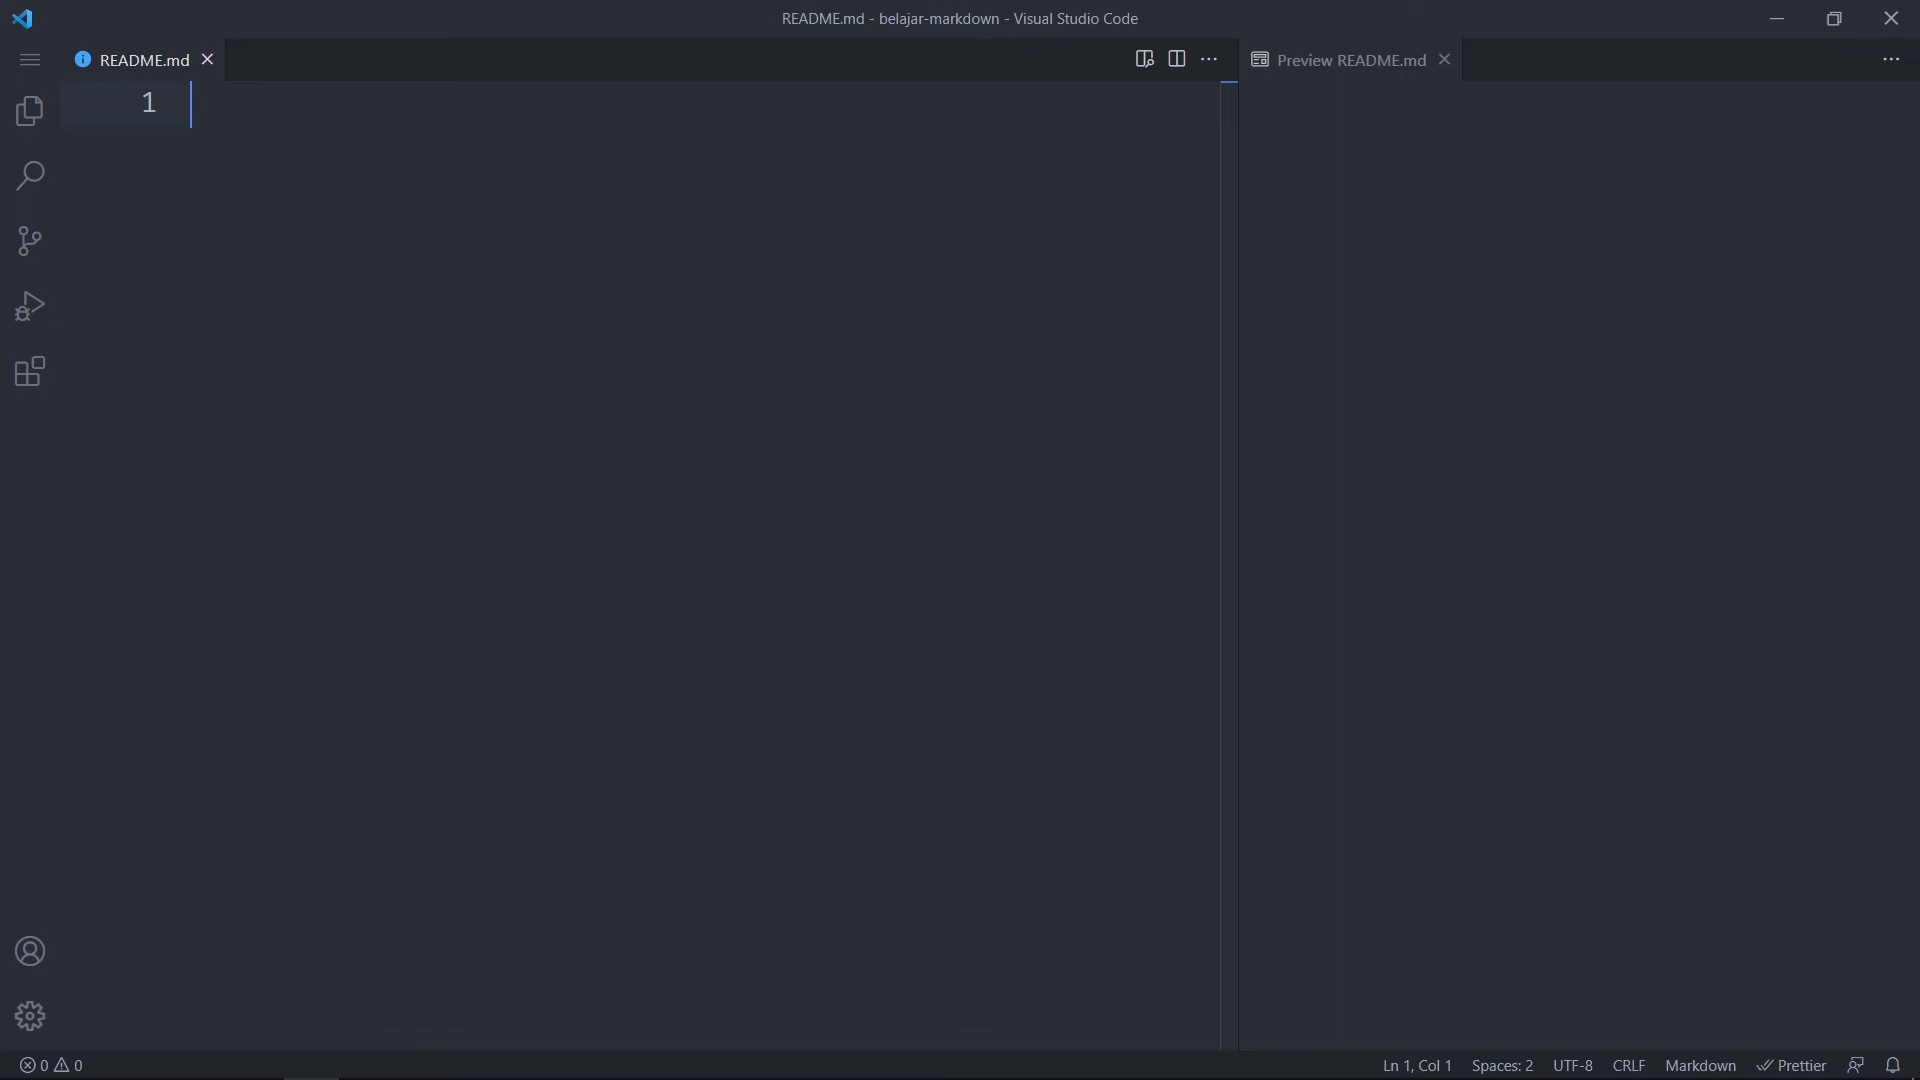 README.md - belajar-markdown - Visual Studio Code
README.md
Preview README.md
1
0 0
Ln 1, Col 1
Spaces: 2
UTF-8
CRLF
Markdown
Prettier